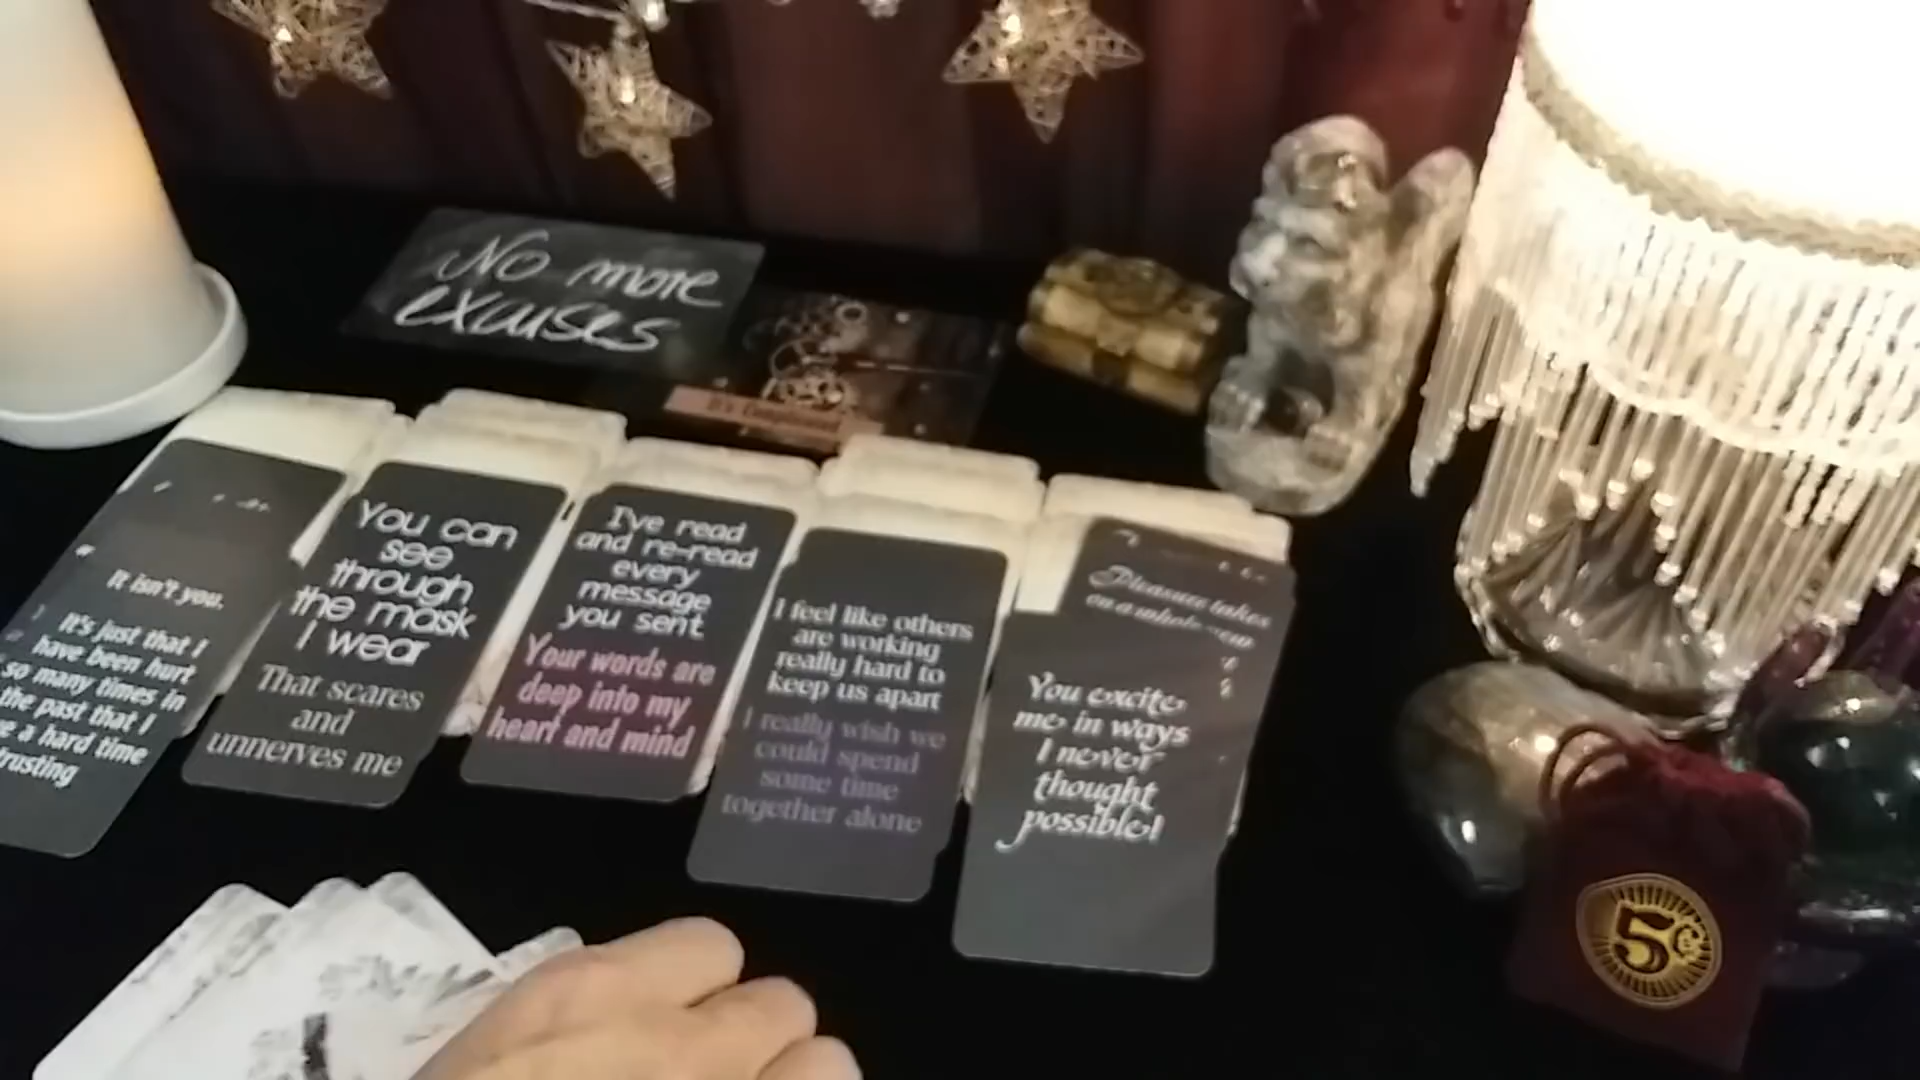 No more
excuses
It's Complicated
It isn't you.
It's just that I
have been hurt
so many times in
the past that I
a hard time
trusting
You can
see
through
the mask
I wear
That scares
and
unnerves me
I've read
and re-read
every
message
you sent
Your words are
deep into my
heart and mind
I feel like others
are working
really hard to
keep us apart
I really wish we
could spend
some time
together alone
Pleasure takes
on a whole new
You excite
me in ways
I never
thought
possible!
5¢